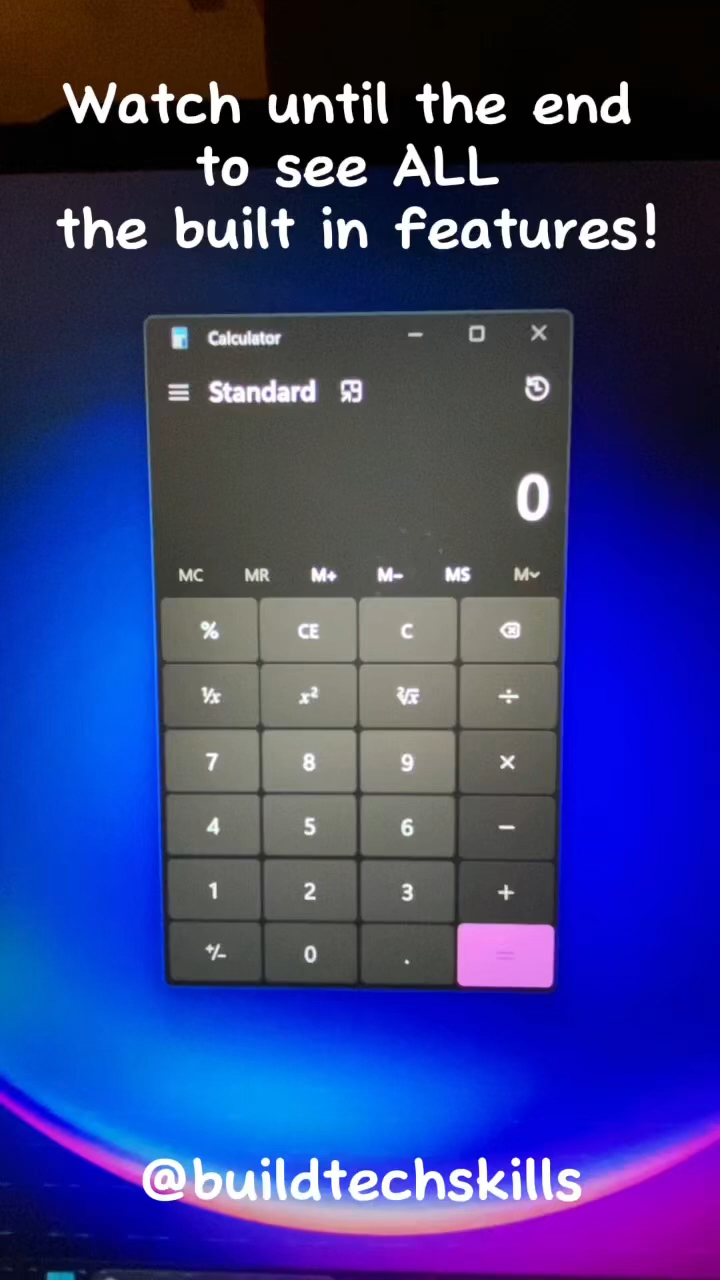 Watch until the end
to see ALL
the built in features!
Calculator
Standard
0
MC MR M+ M- MS M
% CE C
¹/x x² ²√x ÷
7 8 9 ×
4 5 6 −
1 2 3 +
+/- 0 . =
@buildtechskills